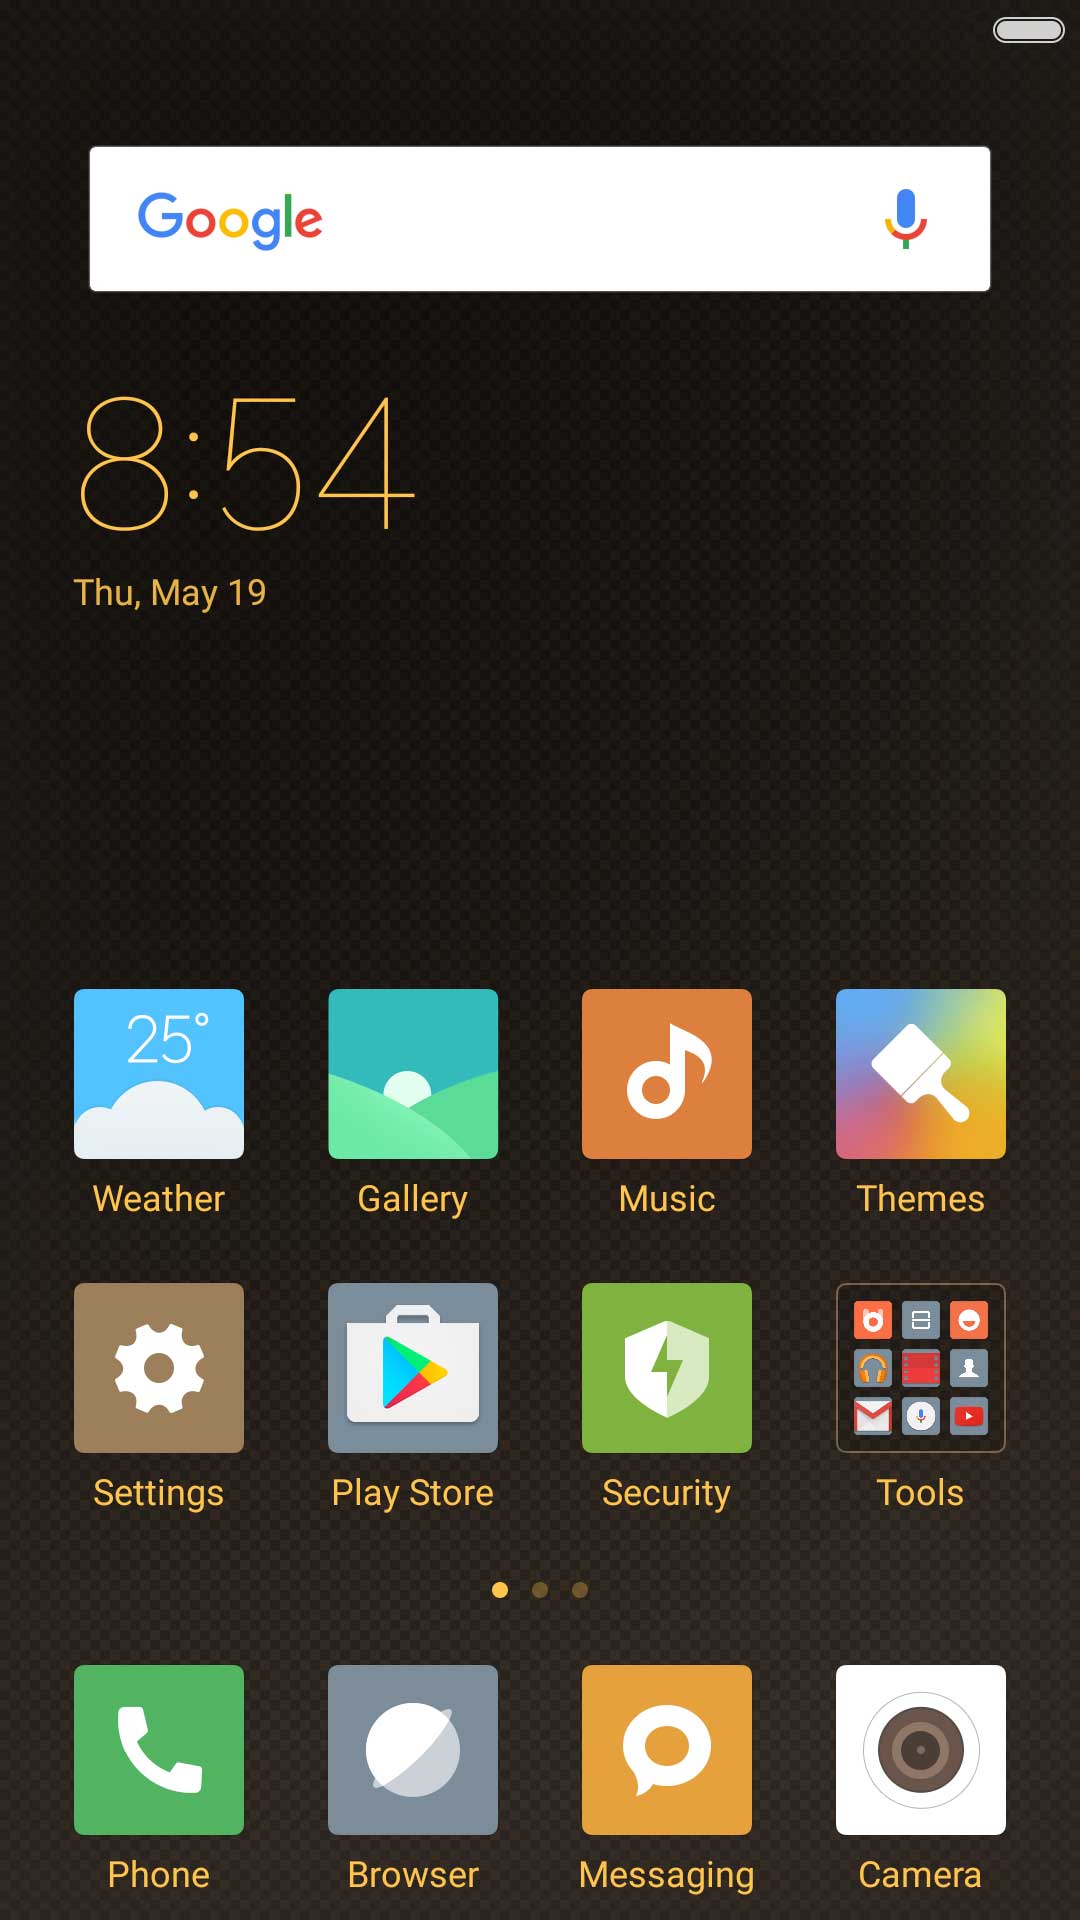 Google
8:54
Thu, May 19
25°
Weather
Gallery
Music
Themes
Settings
Play Store
Security
Tools
Phone
Browser
Messaging
Camera